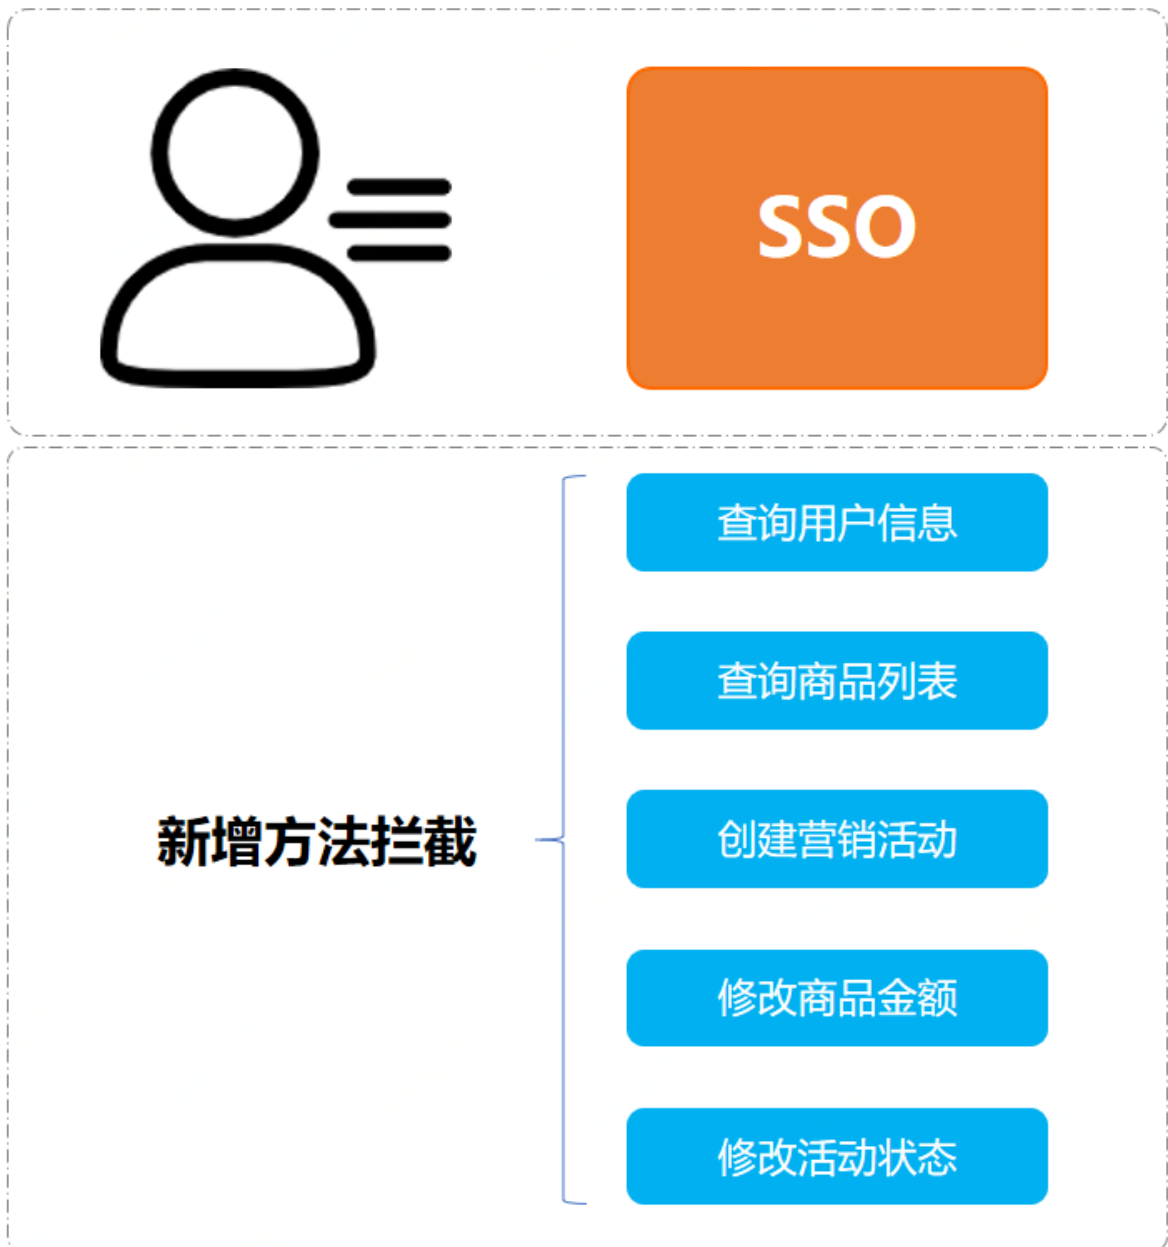 SSO
查询用户信息
查询商品列表
新增方法拦截
创建营销活动
修改商品金额
修改活动状态